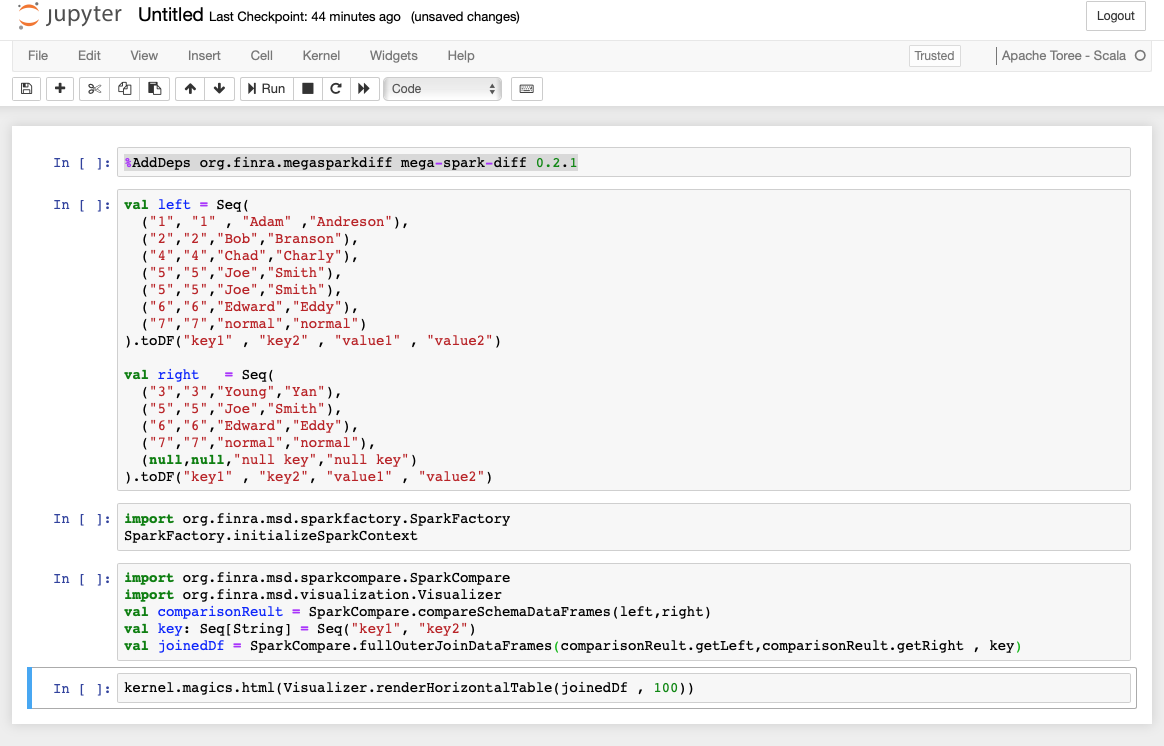 jupyter Untitled Last Checkpoint: 44 minutes ago (unsaved changes) Logout
File Edit View Insert Cell Kernel Widgets Help Trusted Apache Toree - Scala
Run Code
In [ ]: %AddDeps org.finra.megasparkdiff mega-spark-diff 0.2.1
In [ ]: val left = Seq(
("1", "1" , "Adam" ,"Andreson"),
("2","2","Bob","Branson"),
("4","4","Chad","Charly"),
("5","5","Joe","Smith"),
("5","5","Joe","Smith"),
("6","6","Edward","Eddy"),
("7","7","normal","normal")
).toDF("key1" , "key2" , "value1" , "value2")
val right   = Seq(
("3","3","Young","Yan"),
("5","5","Joe","Smith"),
("6","6","Edward","Eddy"),
("7","7","normal","normal"),
(null,null,"null key","null key")
).toDF("key1" , "key2", "value1" , "value2")
In [ ]: import org.finra.msd.sparkfactory.SparkFactory
SparkFactory.initializeSparkContext
In [ ]: import org.finra.msd.sparkcompare.SparkCompare
import org.finra.msd.visualization.Visualizer
val comparisonReult = SparkCompare.compareSchemaDataFrames(left,right)
val key: Seq[String] = Seq("key1", "key2")
val joinedDf = SparkCompare.fullOuterJoinDataFrames(comparisonReult.getLeft,comparisonReult.getRight , key)
In [ ]: kernel.magics.html(Visualizer.renderHorizontalTable(joinedDf , 100))